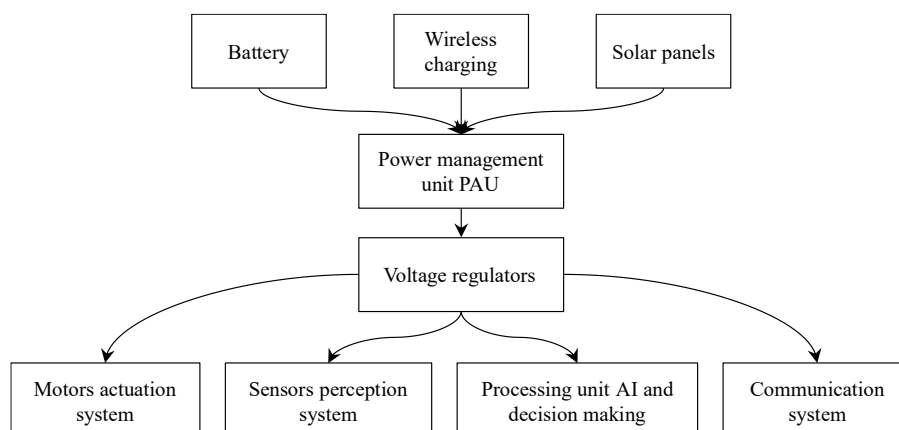 Battery
Wireless
charging
Solar panels
Power management
unit PAU
Voltage regulators
Motors actuation
system
Sensors perception
system
Processing unit AI and
decision making
Communication
system